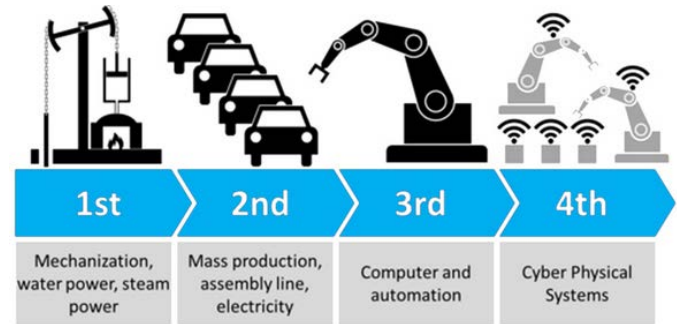 1st
2nd
3rd
4th
Mechanization,
water power, steam
power
Mass production,
assembly line,
electricity
Computer and
automation
Cyber Physical
Systems